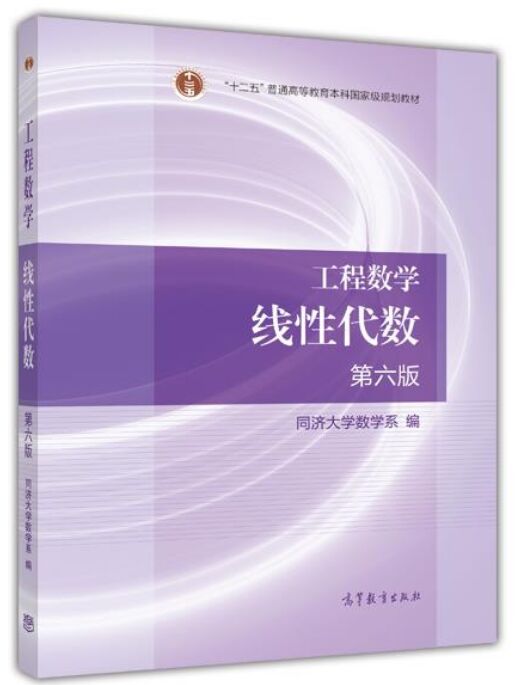 十二五
"十二五"普通高等教育本科国家级规划教材
工程数学
线性代数
第六版
同济大学数学系 编
高等教育出版社
工程数学
线性代数
第六版
同济大学数学系 编